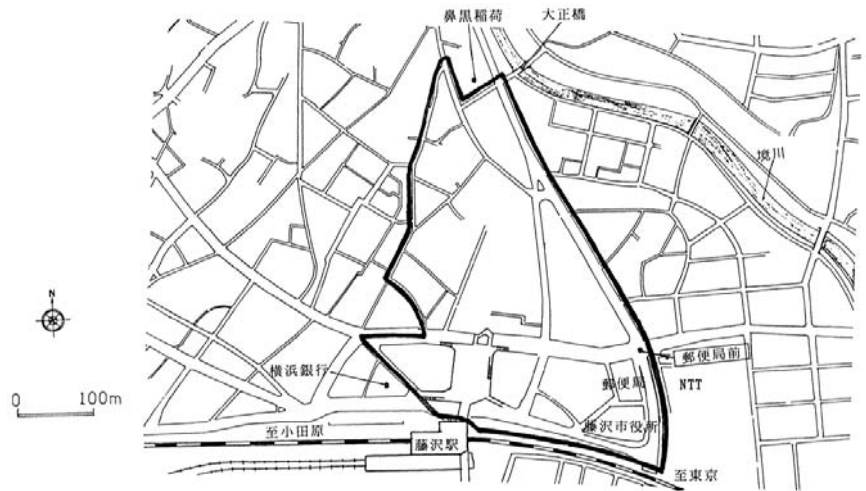 鼻黒稲荷
大正橋
境川
N
0 100m
横浜銀行
郵便局前
郵便局
NTT
至小田原
藤沢駅
藤沢市役所
至東京